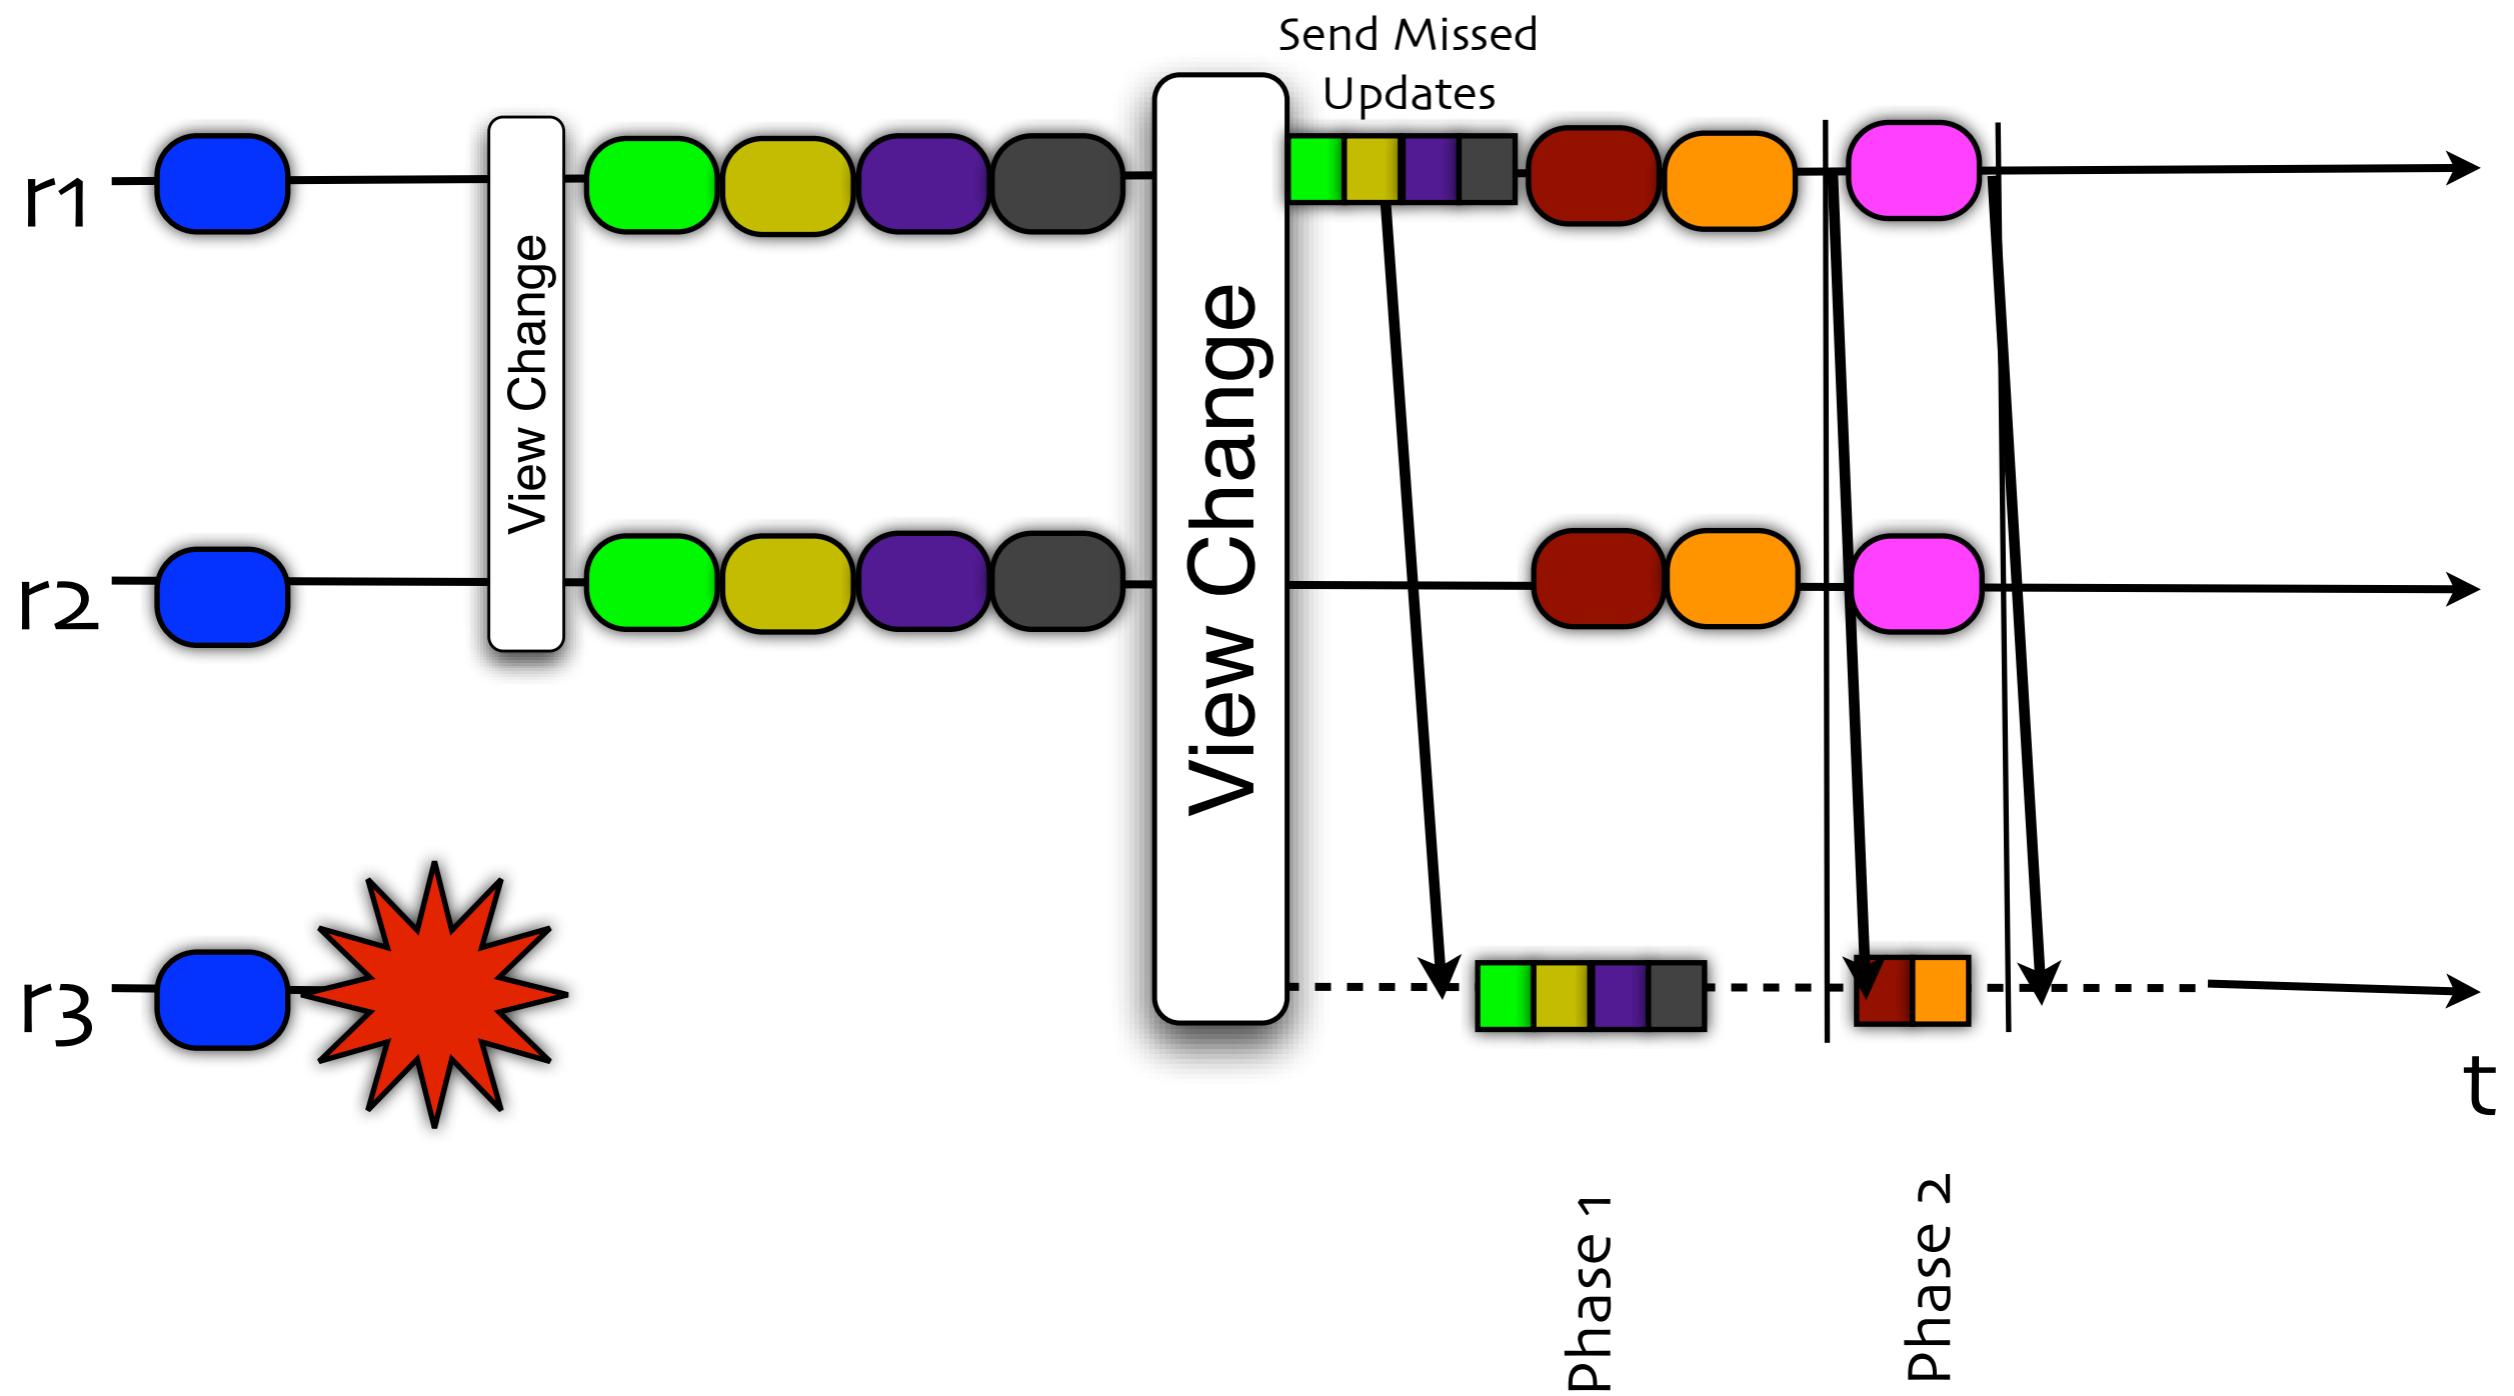 Send Missed
Updates
r1
View Change
View Change
r2
r3
t
Phase 1
Phase 2